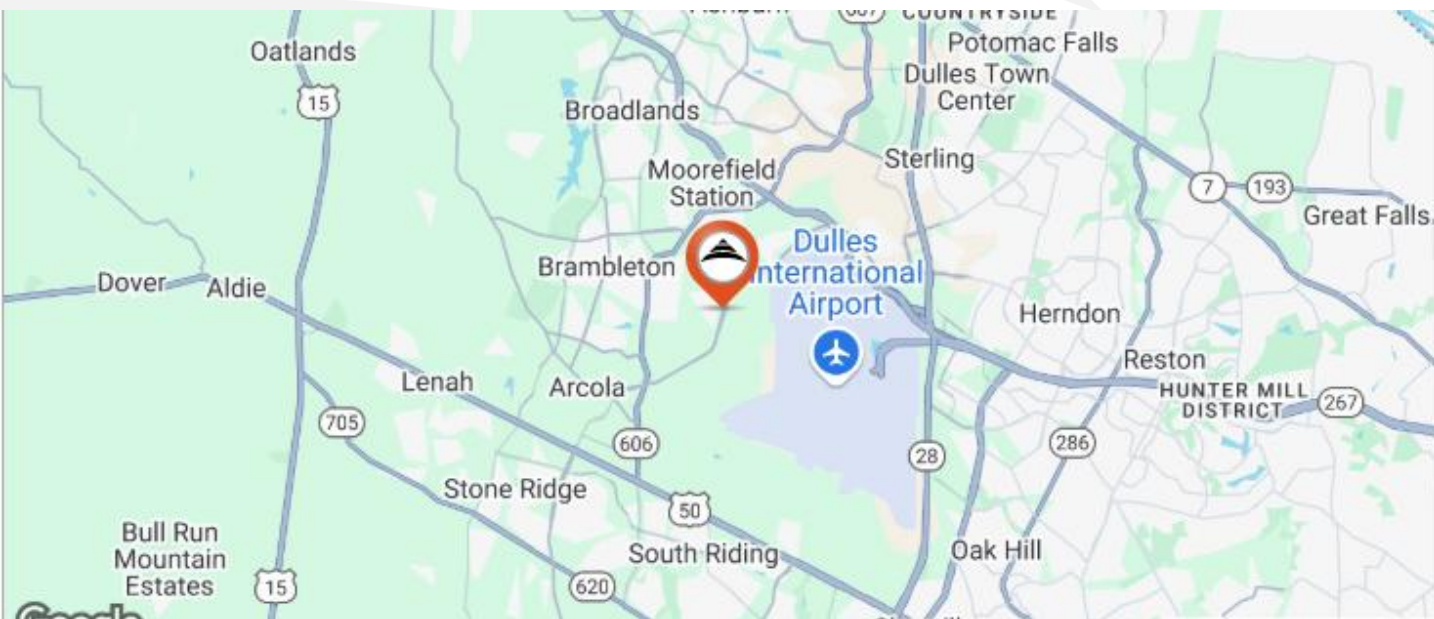 COUNTRYSIDE
Oatlands
Potomac Falls
15
Dulles Town
Center
Broadlands
Moorefield
Station
Sterling
7
193
Great Falls
Dulles
International
Airport
Brambleton
Dover
Aldie
Herndon
Reston
Lenah
Arcola
HUNTER MILL
DISTRICT
267
705
606
286
28
Stone Ridge
50
Bull Run
Mountain
Estates
South Riding
Oak Hill
15
620
Google